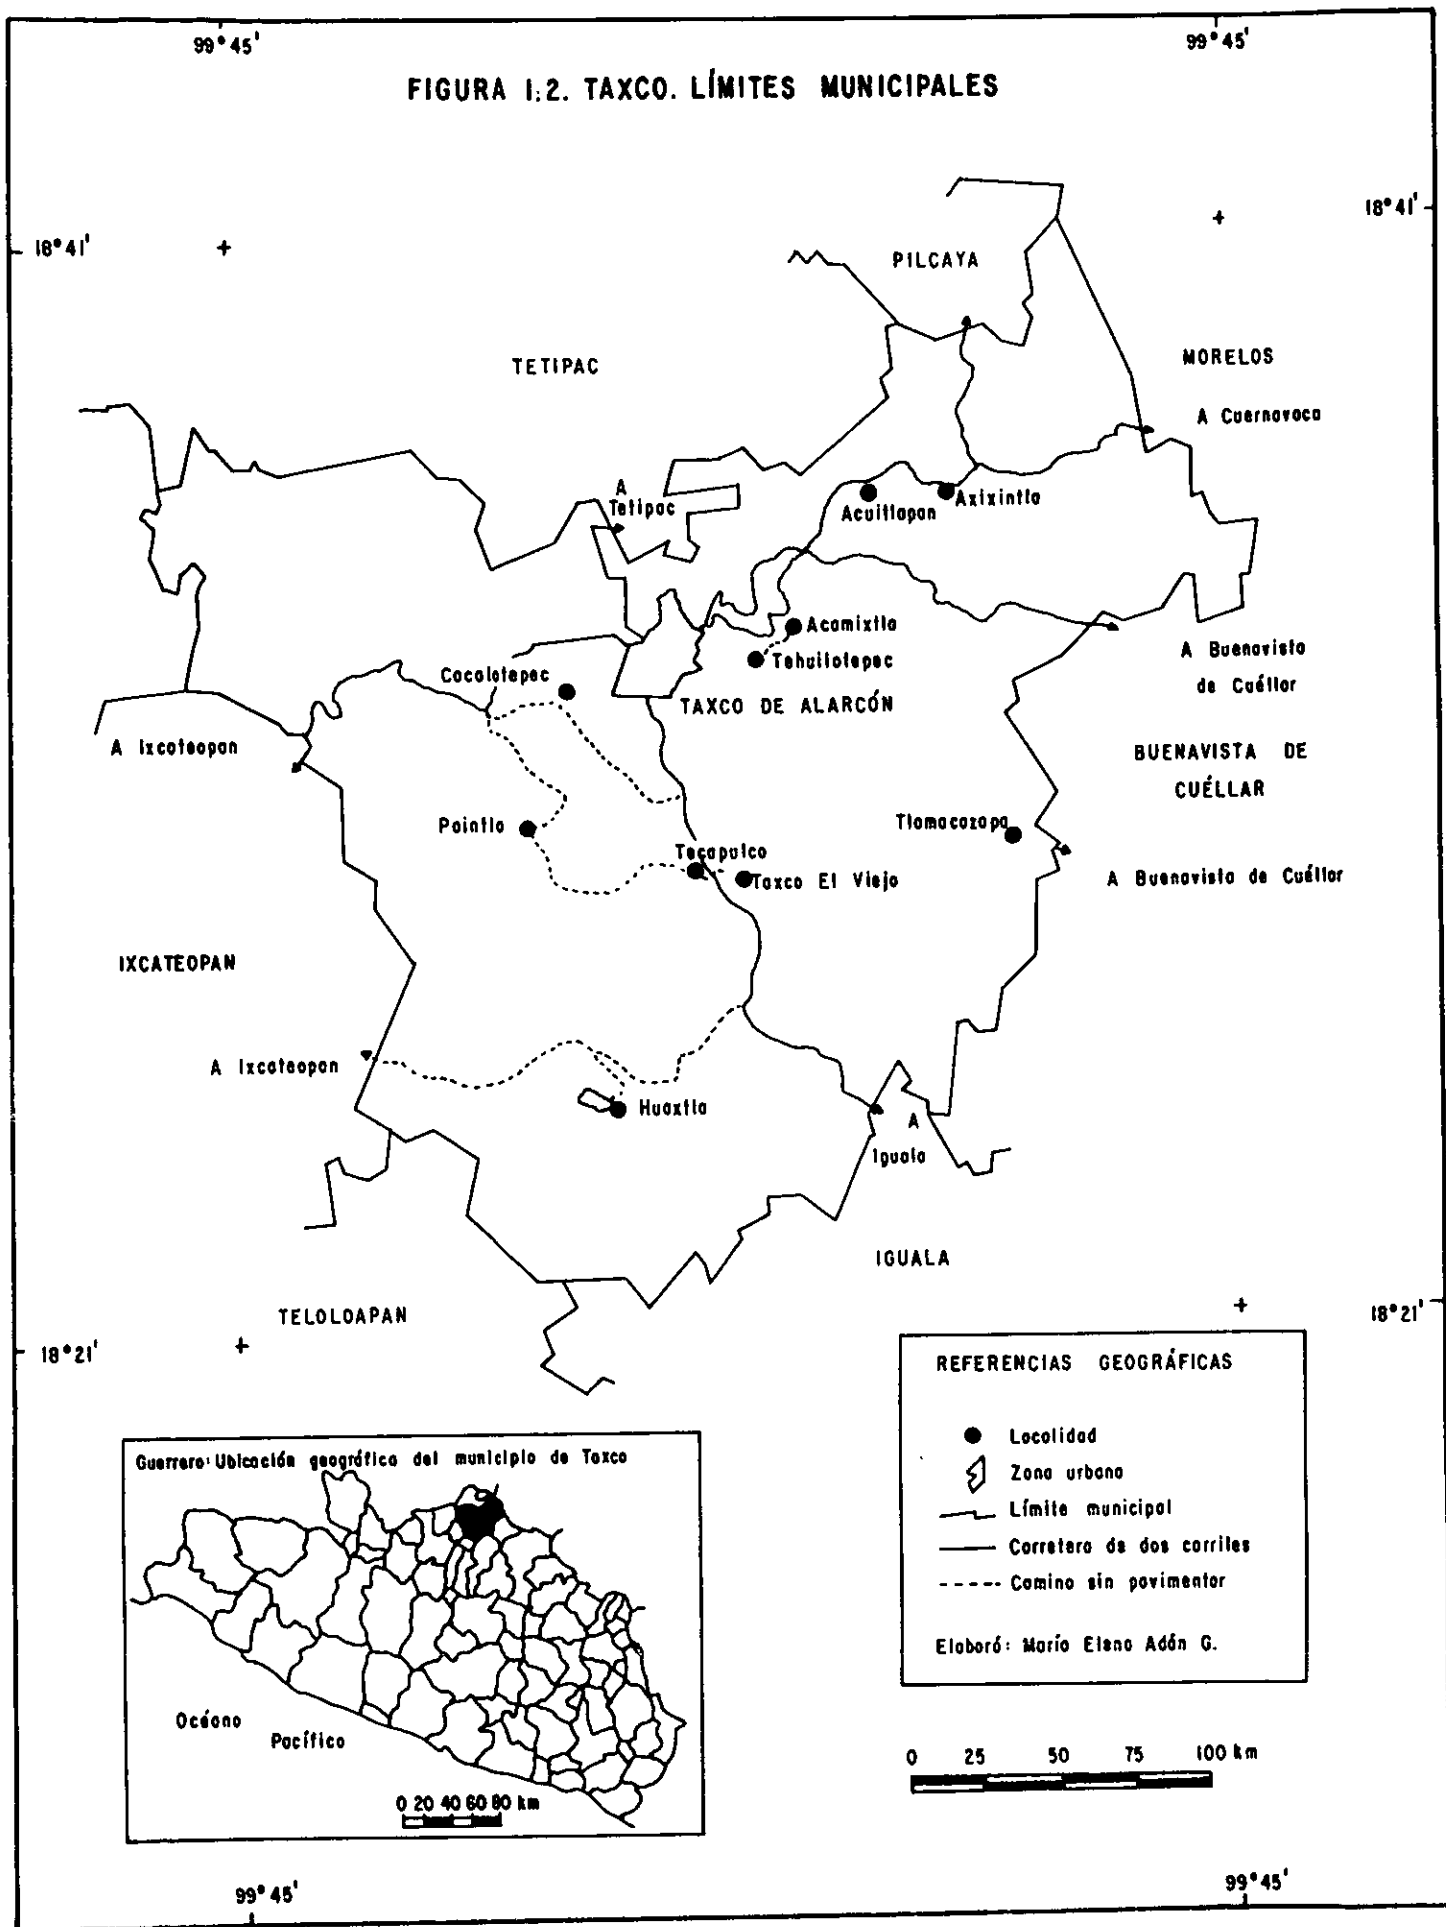 99°45'
99°45'
FIGURA 1.2. TAXCO. LÍMITES MUNICIPALES
18°41'
18°41'
PILCAYA
TETIPAC
MORELOS
A Cuernavaca
A
Tetipac
Acuitlapan
Axixintla
Acamixtla
Tehuilotepec
A Buenavista
de Cuéllar
Cacalotepec
TAXCO DE ALARCÓN
A Ixcateopan
BUENAVISTA DE
CUÉLLAR
Paintla
Tlamacazapa
Tecapulco
Taxco El Viejo
A Buenavista de Cuéllar
IXCATEOPAN
A Ixcateopan
Huaxtla
A
Iguala
IGUALA
TELOLOAPAN
18°21'
18°21'
REFERENCIAS GEOGRÁFICAS
Localidad
Zona urbana
Límite municipal
Carretera de dos carriles
Camino sin pavimentar
Elaboró: María Elena Adán G.
Guerrero: Ubicación geográfica del municipio de Taxco
Océano
Pacífico
0 20 40 60 80 km
0 25 50 75 100 km
99°45'
99°45'